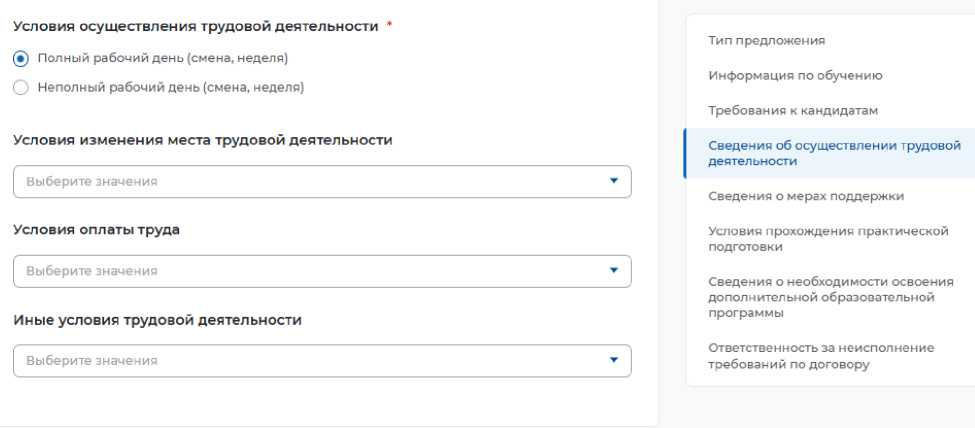 Условия осуществления трудовой деятельности *
Полный рабочий день (смена, неделя)
Неполный рабочий день (смена, неделя)
Условия изменения места трудовой деятельности
Выберите значения
Условия оплаты труда
Выберите значения
Иные условия трудовой деятельности
Выберите значения
Тип предложения
Информация по обучению
Требования к кандидатам
Сведения об осуществлении трудовой
деятельности
Сведения о мерах поддержки
Условия прохождения практической
подготовки
Сведения о необходимости освоения
дополнительной образовательной
программы
Ответственность за неисполнение
требований по договору